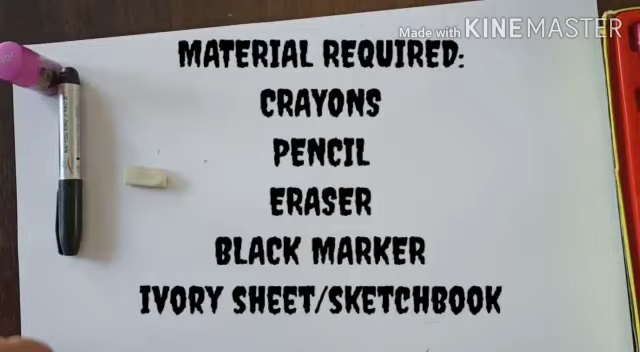 Made with KINEMASTER
MATERIAL REQUIRED:
CRAYONS
PENCIL
ERASER
BLACK MARKER
IVORY SHEET/SKETCHBOOK